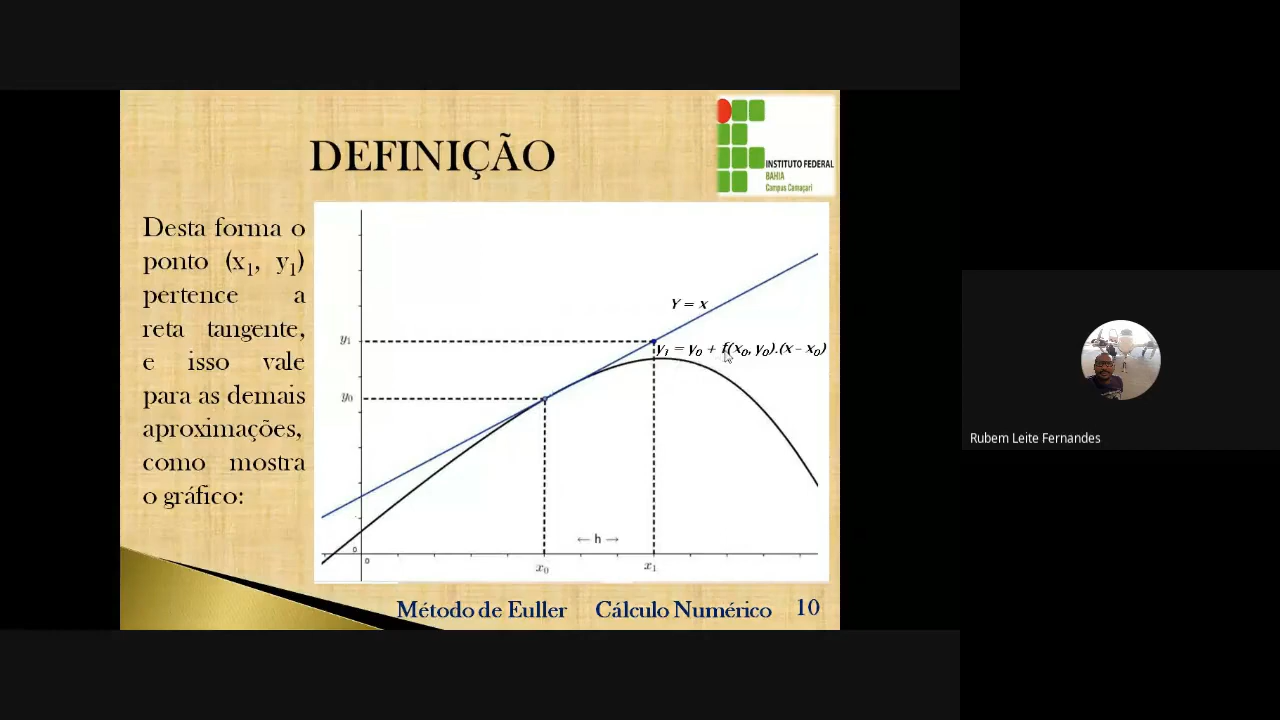 DEFINIÇÃO
INSTITUTO FEDERAL
BAHIA
Campus Camaçari
Desta forma o
ponto (x₁, y₁)
pertence a
reta tangente,
e isso vale
para as demais
aproximações,
como mostra
o gráfico:
Y = x
y₁
y₁ = y₀ + f(x₀, y₀).(x – x₀)
y₀
← h →
0
0
x₀
x₁
Método de Euller
Cálculo Numérico
10
Rubem Leite Fernandes